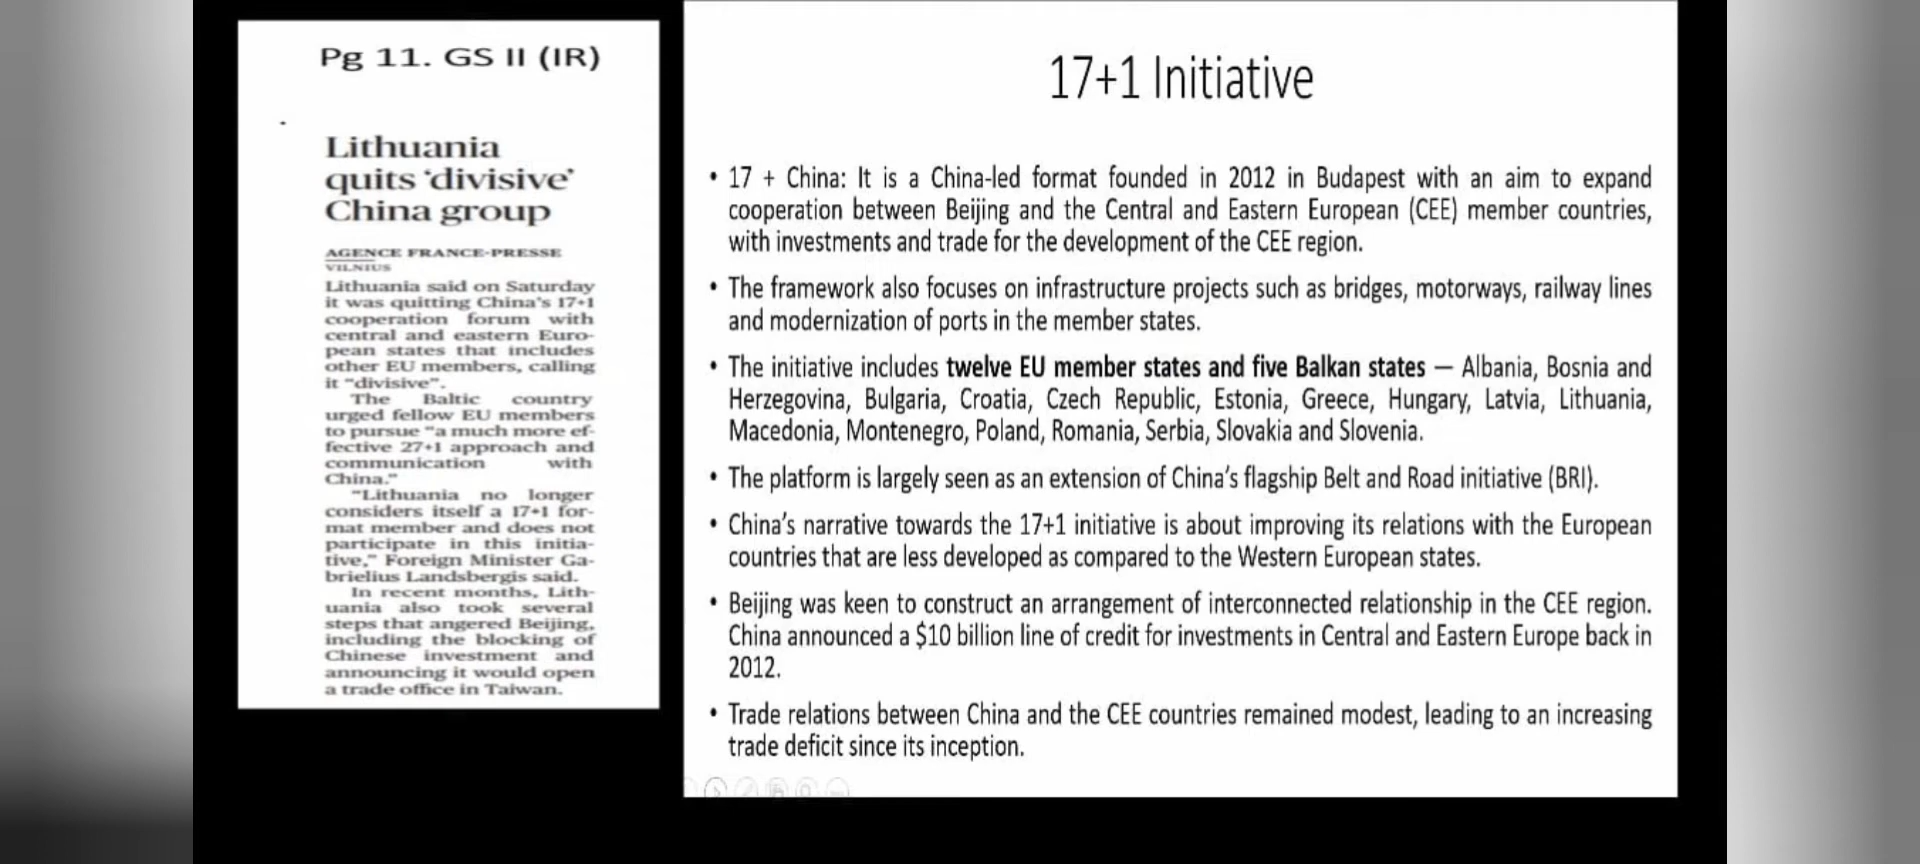 Pg 11. GS II (IR)
Lithuania
quits ‘divisive’
China group
AGENCE FRANCE-PRESSE
VILNIUS
Lithuania said on Saturday
it was quitting China’s 17+1
cooperation forum with
central and eastern Euro-
pean states that includes
other EU members, calling
it “divisive”.
The Baltic country
urged fellow EU members
to pursue “a much more ef-
fective 27+1 approach and
communication with
China.”
“Lithuania no longer
considers itself a 17+1 for-
mat member and does not
participate in this initia-
tive,” Foreign Minister Ga-
brielius Landsbergis said.
In recent months, Lith-
uania also took several
steps that angered Beijing,
including the blocking of
Chinese investment and
announcing it would open
a trade office in Taiwan.
17+1 Initiative
• 17 + China: It is a China-led format founded in 2012 in Budapest with an aim to expand
cooperation between Beijing and the Central and Eastern European (CEE) member countries,
with investments and trade for the development of the CEE region.
• The framework also focuses on infrastructure projects such as bridges, motorways, railway lines
and modernization of ports in the member states.
• The initiative includes twelve EU member states and five Balkan states — Albania, Bosnia and
Herzegovina, Bulgaria, Croatia, Czech Republic, Estonia, Greece, Hungary, Latvia, Lithuania,
Macedonia, Montenegro, Poland, Romania, Serbia, Slovakia and Slovenia.
• The platform is largely seen as an extension of China’s flagship Belt and Road initiative (BRI).
• China’s narrative towards the 17+1 initiative is about improving its relations with the European
countries that are less developed as compared to the Western European states.
• Beijing was keen to construct an arrangement of interconnected relationship in the CEE region.
China announced a $10 billion line of credit for investments in Central and Eastern Europe back in
2012.
• Trade relations between China and the CEE countries remained modest, leading to an increasing
trade deficit since its inception.